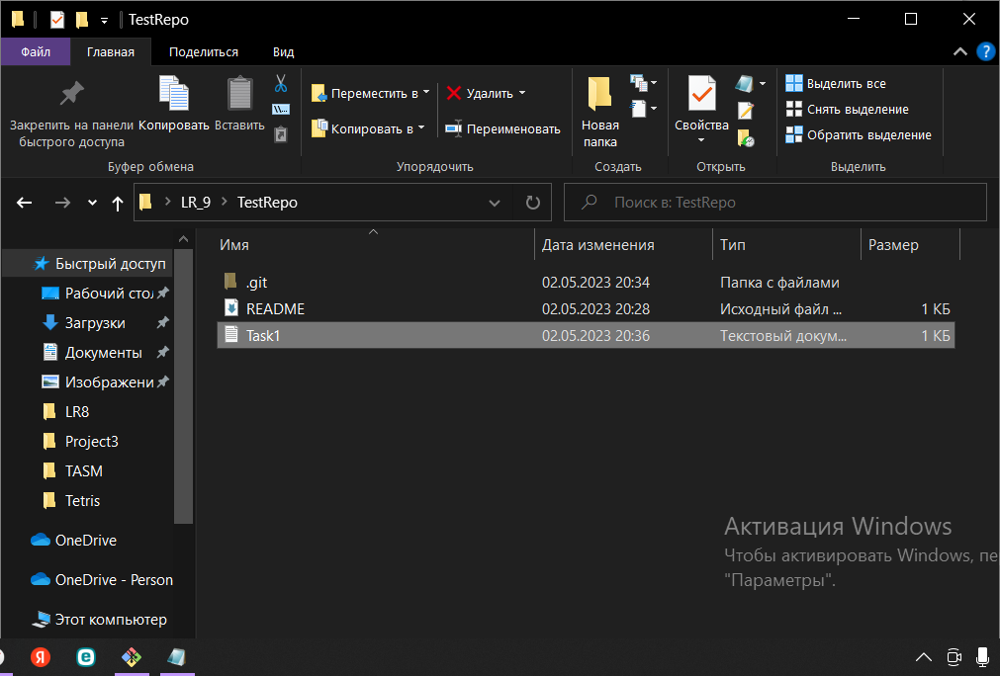 TestRepo
Файл Главная Поделиться Вид
Закрепить на панели быстрого доступа
Копировать
Вставить
Буфер обмена
Переместить в
Копировать в
Удалить
Переименовать
Упорядочить
Новая папка
Создать
Свойства
Открыть
Выделить все
Снять выделение
Обратить выделение
Выделить
LR_9 TestRepo
Поиск в: TestRepo
Быстрый доступ
Рабочий стол
Загрузки
Документы
Изображени
LR8
Project3
TASM
Tetris
OneDrive
OneDrive - Person
Этот компьютер
Имя Дата изменения Тип Размер
.git 02.05.2023 20:34 Папка с файлами
README 02.05.2023 20:28 Исходный файл ... 1 КБ
Task1 02.05.2023 20:36 Текстовый докум... 1 КБ
Активация Windows
Чтобы активировать Windows, пе
"Параметры".
Я